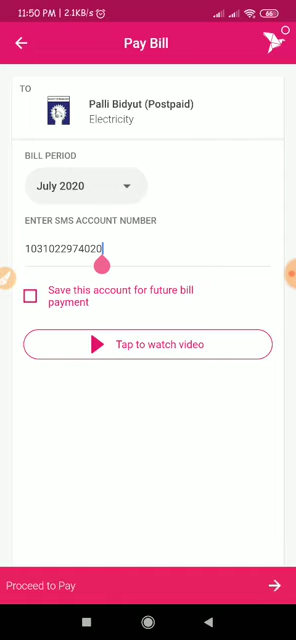 11:50 PM | 2.1KB/s
66
Pay Bill
TO
Palli Bidyut (Postpaid)
Electricity
BILL PERIOD
July 2020
ENTER SMS ACCOUNT NUMBER
1031022974020
Save this account for future bill
payment
Tap to watch video
Proceed to Pay